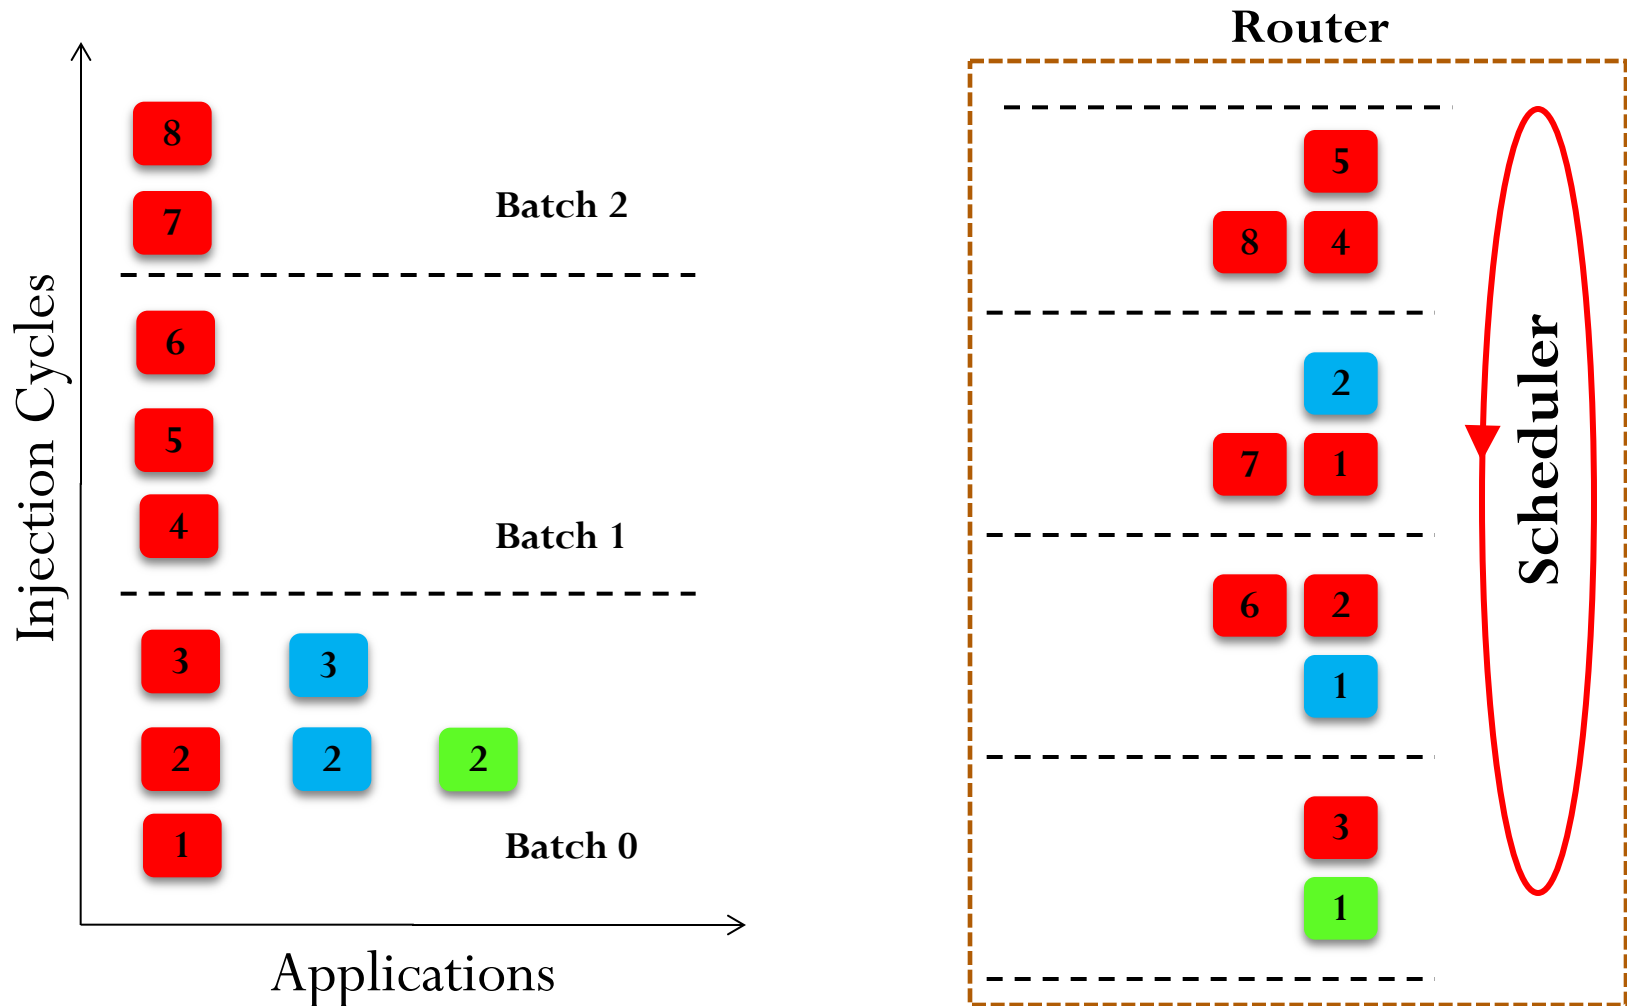 Router
Injection Cycles
8
7
Batch 2
6
5
4
Batch 1
3 3
2 2 2
1
Batch 0
Applications
5
8 4
2
7 1
6 2
1
3
1
Scheduler